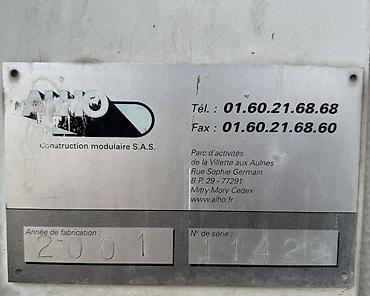 ALHO
Construction modulaire S.A.S.
Tél. : 01.60.21.68.68
Fax : 01.60.21.68.60
Parc d'activités
de la Villette aux Aulnes
Rue Sophie Germain
B.P. 29 - 77291
Mitry Mory Cedex
www.alho.fr
Année de fabrication :
2001
N° de série :
11429